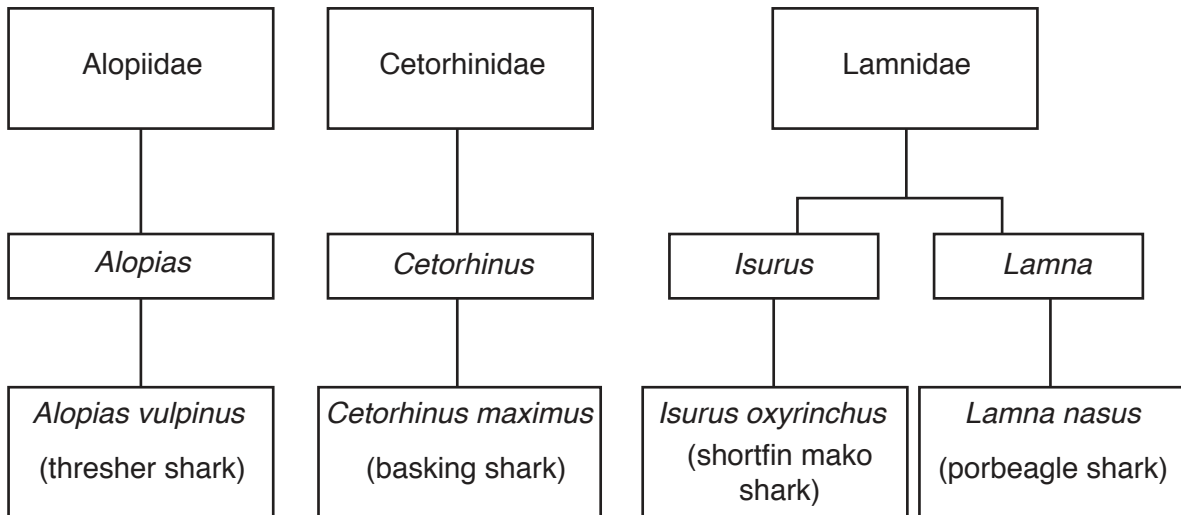 Alopiidae
Cetorhinidae
Lamnidae
Alopias
Cetorhinus
Isurus
Lamna
Alopias vulpinus
(thresher shark)
Cetorhinus maximus
(basking shark)
Isurus oxyrinchus
(shortfin mako
shark)
Lamna nasus
(porbeagle shark)